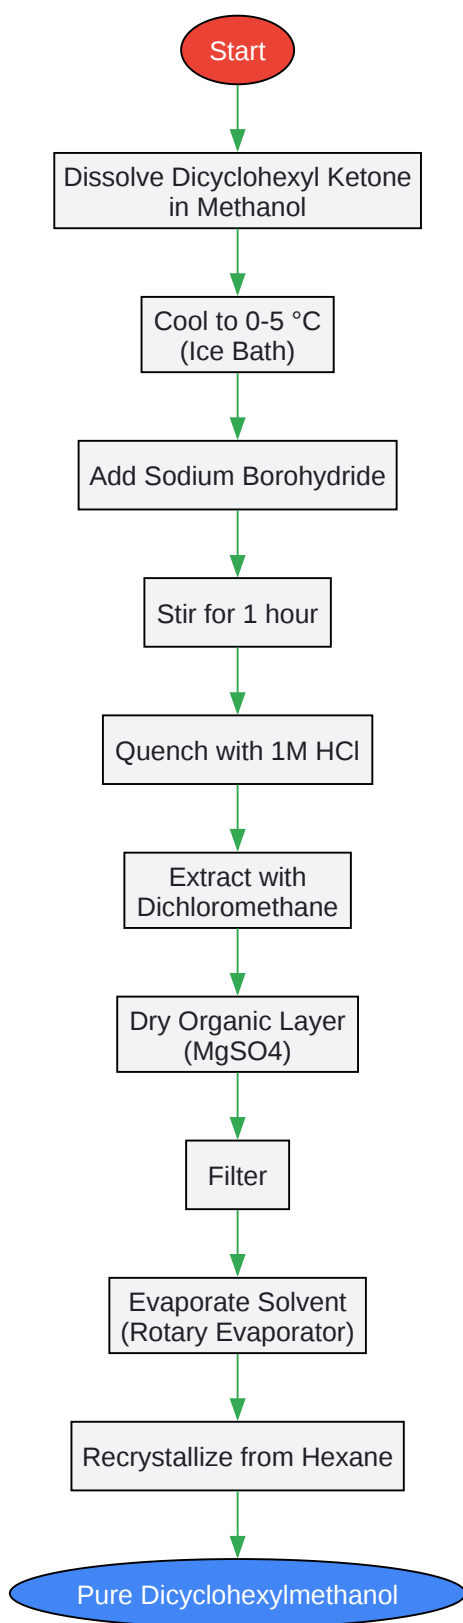 Start
Dissolve Dicyclohexyl Ketone
in Methanol
Cool to 0-5 °C
(Ice Bath)
Add Sodium Borohydride
Stir for 1 hour
Quench with 1M HCl
Extract with
Dichloromethane
Dry Organic Layer
(MgSO4)
Filter
Evaporate Solvent
(Rotary Evaporator)
Recrystallize from Hexane
Pure Dicyclohexylmethanol